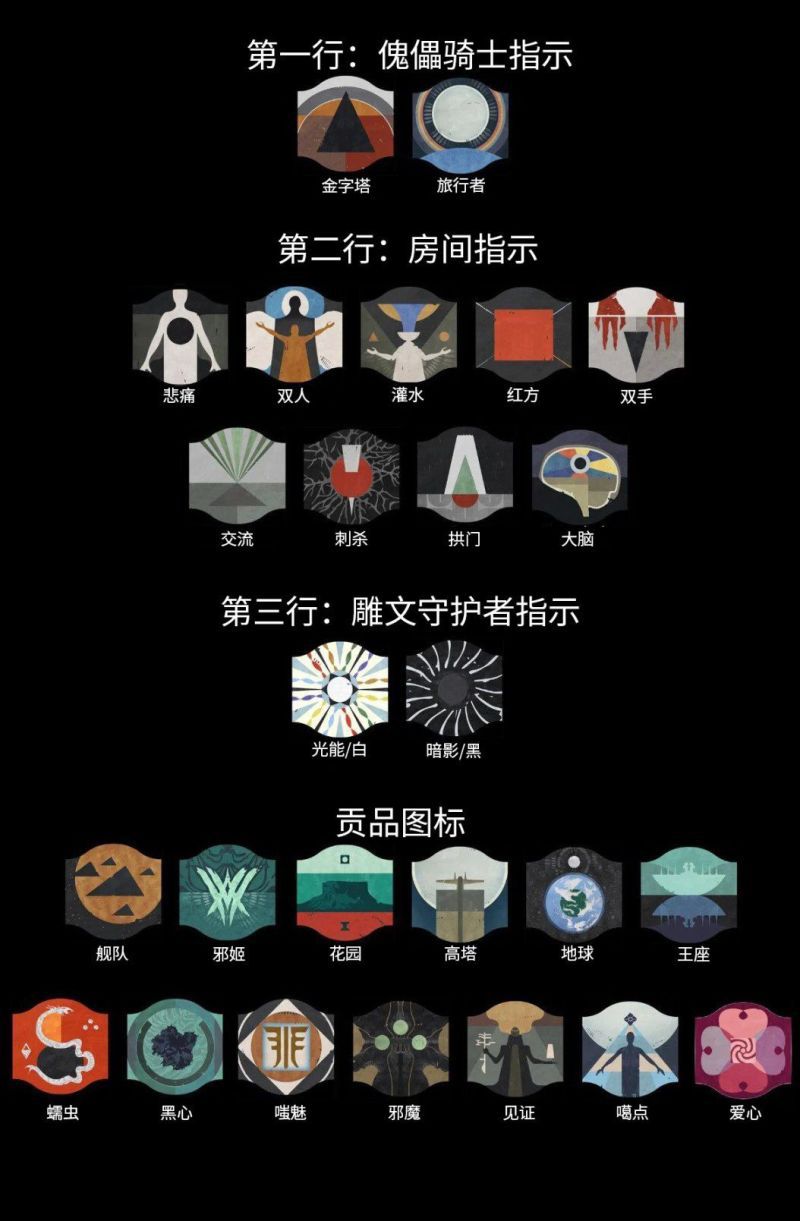 第一行：傀儡骑士指示
金字塔 旅行者
第二行：房间指示
悲痛 双人 灌水 红方 双手
交流 刺杀 拱门 大脑
第三行：雕文守护者指示
光能/白 暗影/黑
贡品图标
舰队 邪姬 花园 高塔 地球 王座
蠕虫 黑心 嗤魅 邪魔 见证 噶点 爱心